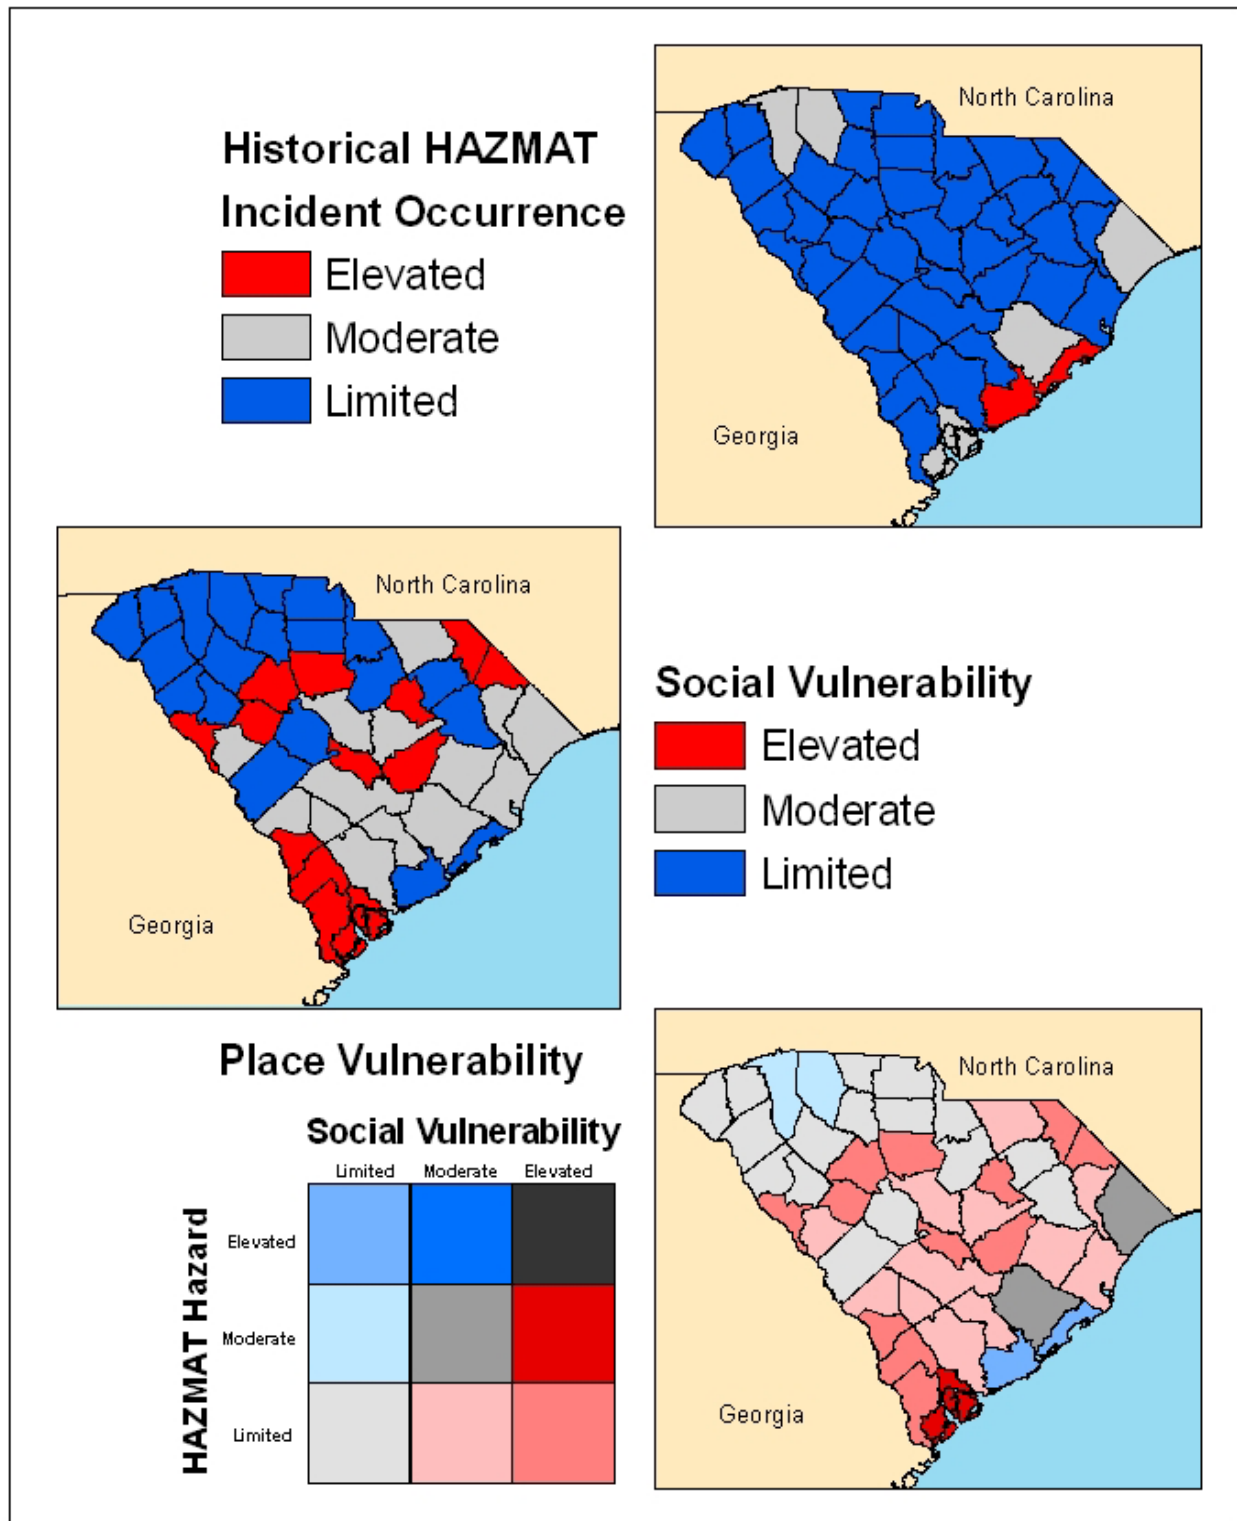 North Carolina
Historical HAZMAT
Incident Occurrence
Elevated
Moderate
Limited
Georgia
North Carolina
Georgia
Social Vulnerability
Elevated
Moderate
Limited
Place Vulnerability
Social Vulnerability
Limited Moderate Elevated
HAZMAT Hazard
Elevated
Moderate
Limited
North Carolina
Georgia